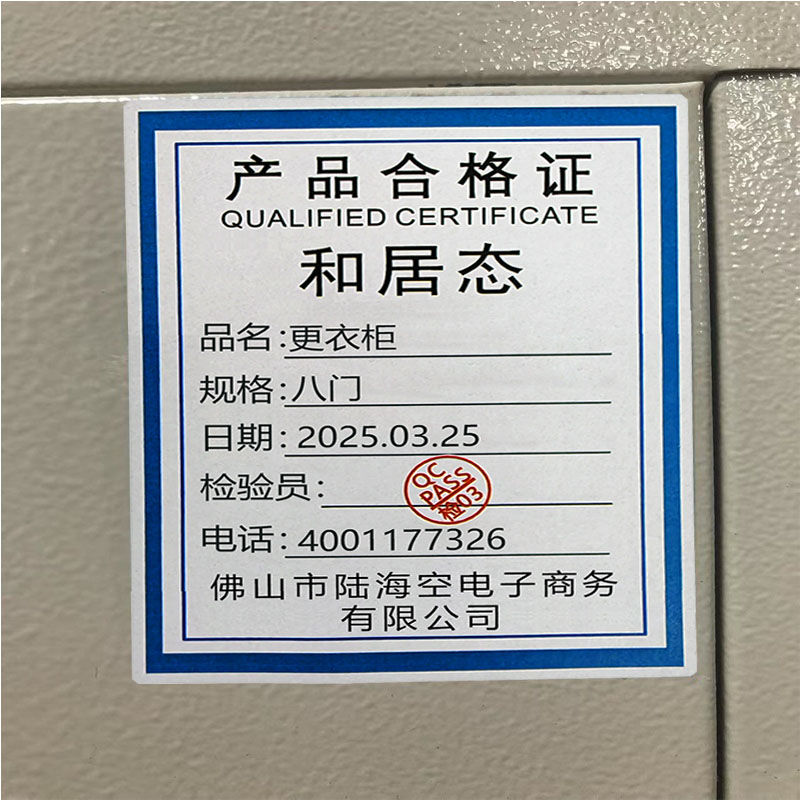 产品合格证
QUALIFIED CERTIFICATE
和居态
品名:更衣柜
规格:八门
日期:2025.03.25
检验员:
QC
PASS
检03
电话:4001177326
佛山市陆海空电子商务
有限公司